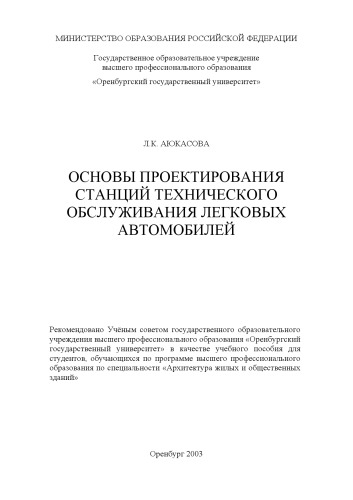 МИНИСТЕРСТВО ОБРАЗОВАНИЯ РОССИЙСКОЙ ФЕДЕРАЦИИ
Государственное образовательное учреждение
высшего профессионального образования
«Оренбургский государственный университет»
Л.К. АЮКАСОВА
ОСНОВЫ ПРОЕКТИРОВАНИЯ
СТАНЦИЙ ТЕХНИЧЕСКОГО
ОБСЛУЖИВАНИЯ ЛЕГКОВЫХ
АВТОМОБИЛЕЙ
Рекомендовано Учёным советом государственного образовательного
учреждения высшего профессионального образования «Оренбургский
государственный университет» в качестве учебного пособия для
студентов, обучающихся по программе высшего профессионального
образования по специальности «Архитектура жилых и общественных
зданий»
Оренбург 2003